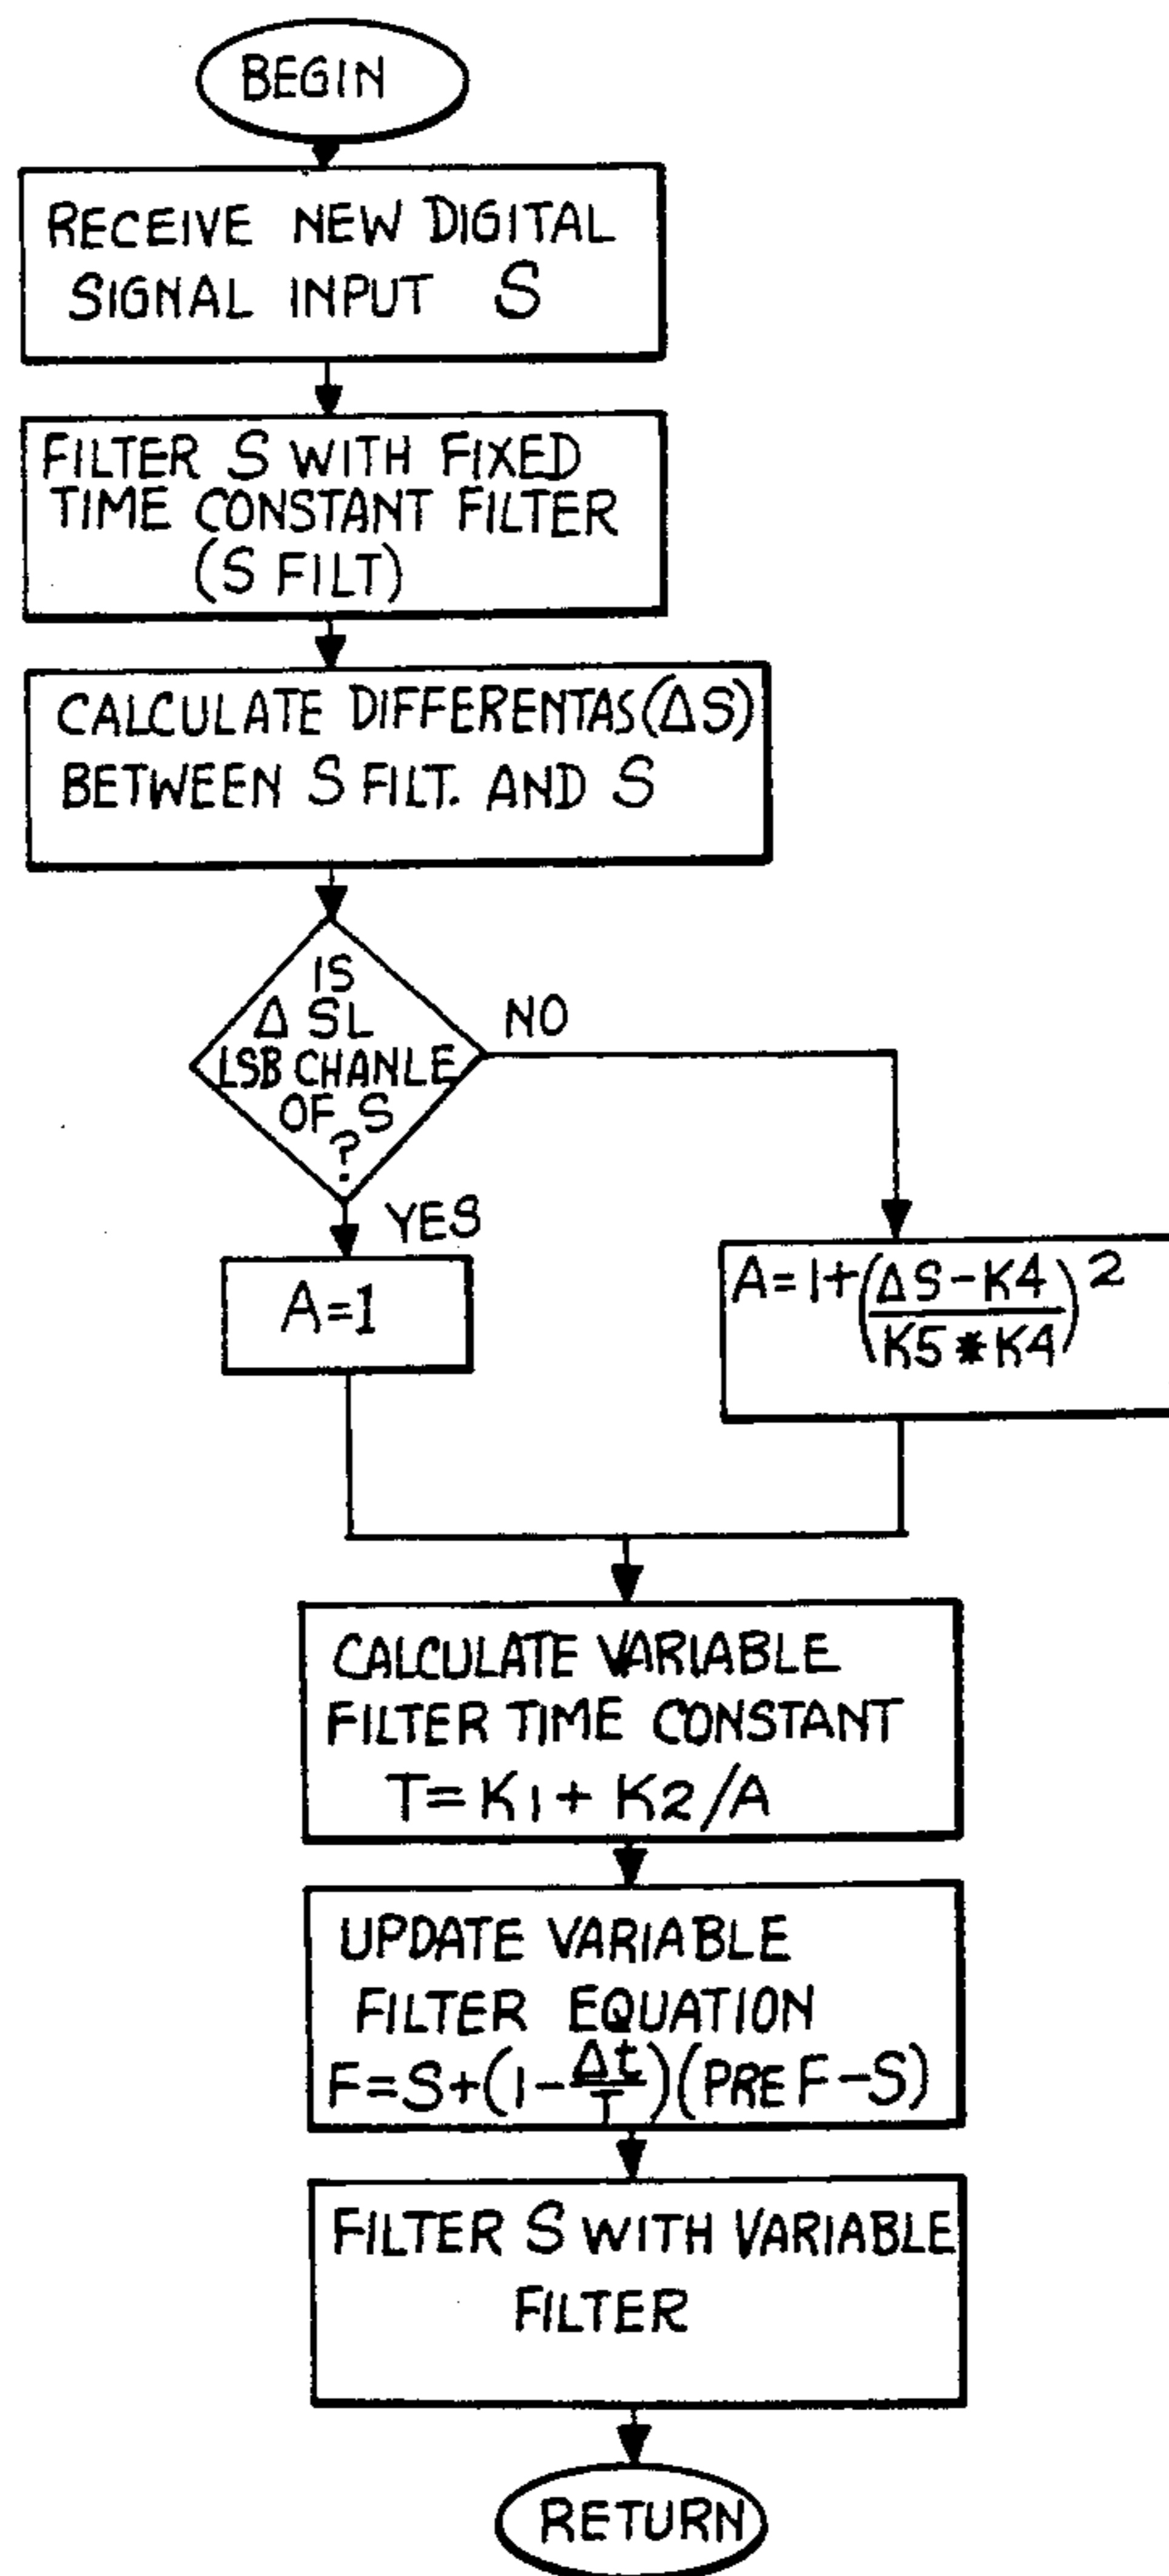 BEGIN
RECEIVE NEW DIGITAL
SIGNAL INPUT S
FILTER S WITH FIXED
TIME CONSTANT FILTER
(S FILT)
CALCULATE DIFFERENTAS(ΔS)
BETWEEN S FILT. AND S
IS
Δ SL
LSB CHANLE
OF S
?
NO
YES
A=1
A=1+((ΔS-K4)/(K5*K4))2
CALCULATE VARIABLE
FILTER TIME CONSTANT
T=K1+K2/A
UPDATE VARIABLE
FILTER EQUATION
F=S+(1-Δt/T)(PRE F-S)
FILTER S WITH VARIABLE
FILTER
RETURN